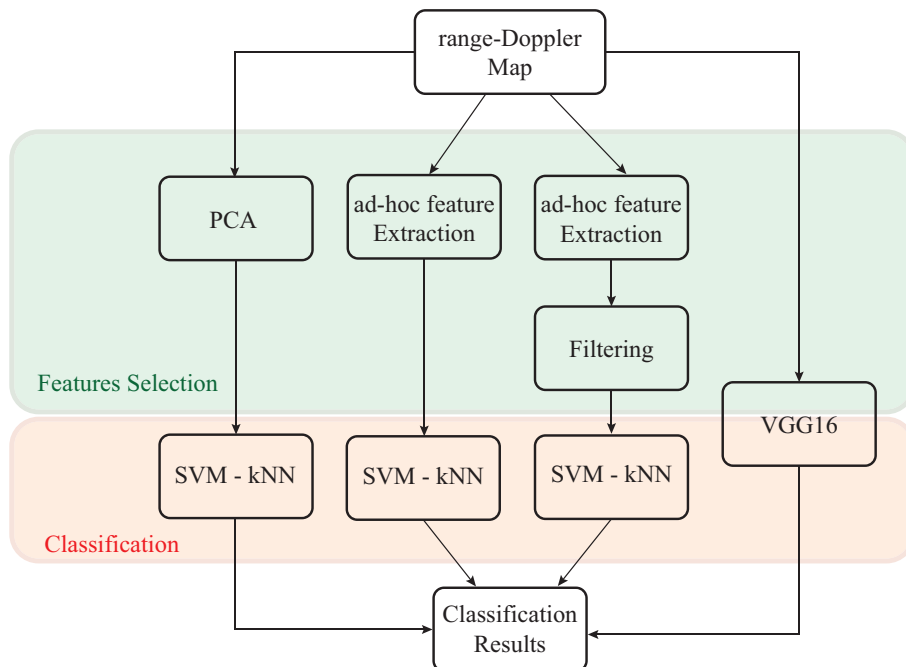 range-Doppler
Map
PCA
ad-hoc feature
Extraction
ad-hoc feature
Extraction
Filtering
Features Selection
VGG16
SVM - kNN
SVM - kNN
SVM - kNN
Classification
Classification
Results